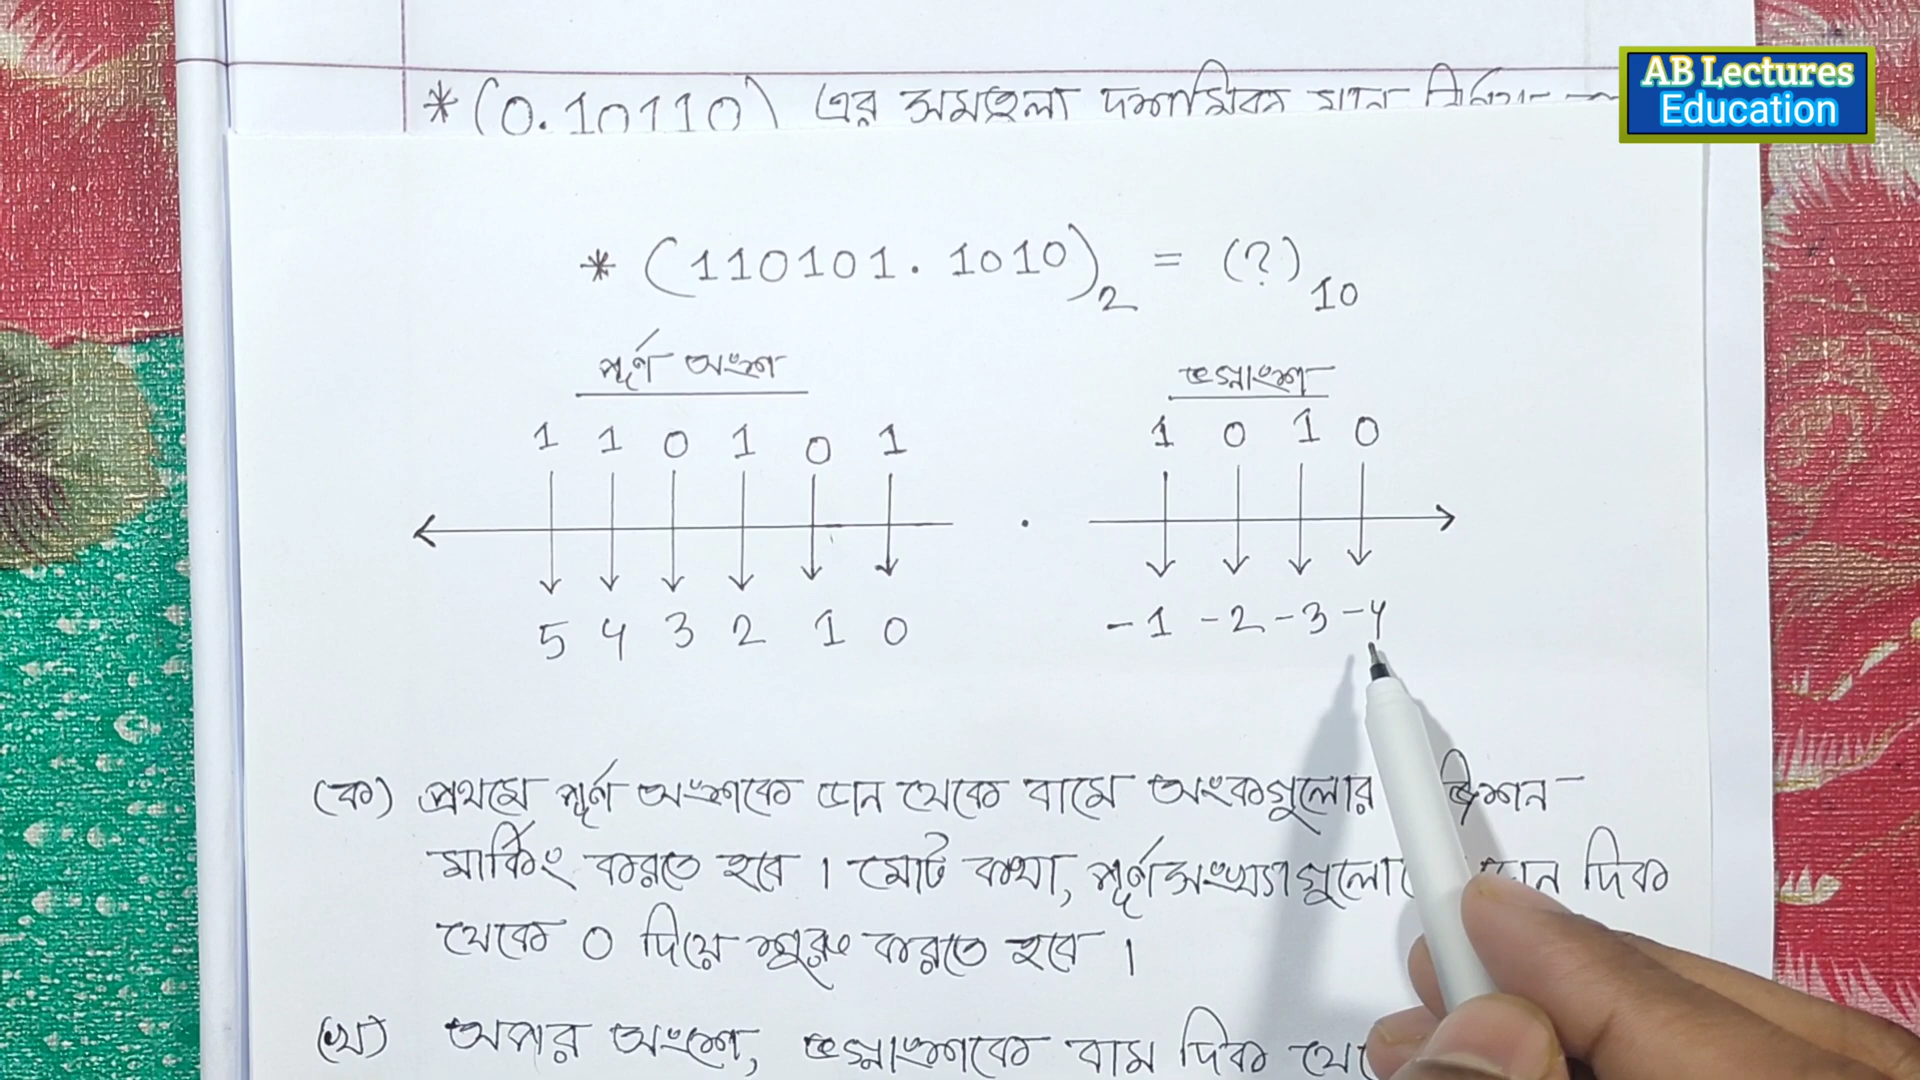 AB Lectures
Education
* (0.10110) এর সমতুল্য দশমিক মান
* (110101.1010)₂ = (?)₁₀
পূর্ণ অংশ
ভগ্নাংশ
1 1 0 1 0 1
1 0 1 0
.
5 4 3 2 1 0
-1 -2 -3 -4
(ক) প্রথমে পূর্ণ অংশকে ডান থেকে বামে অংকগুলোর
মার্কিং করতে হবে। মোট কথা, পূর্ণসংখ্যাগুলো দিক
থেকে 0 দিয়ে শুরু করতে হবে।
(খ) অপর অংশে, ভগ্নাংশকে বাম দিক